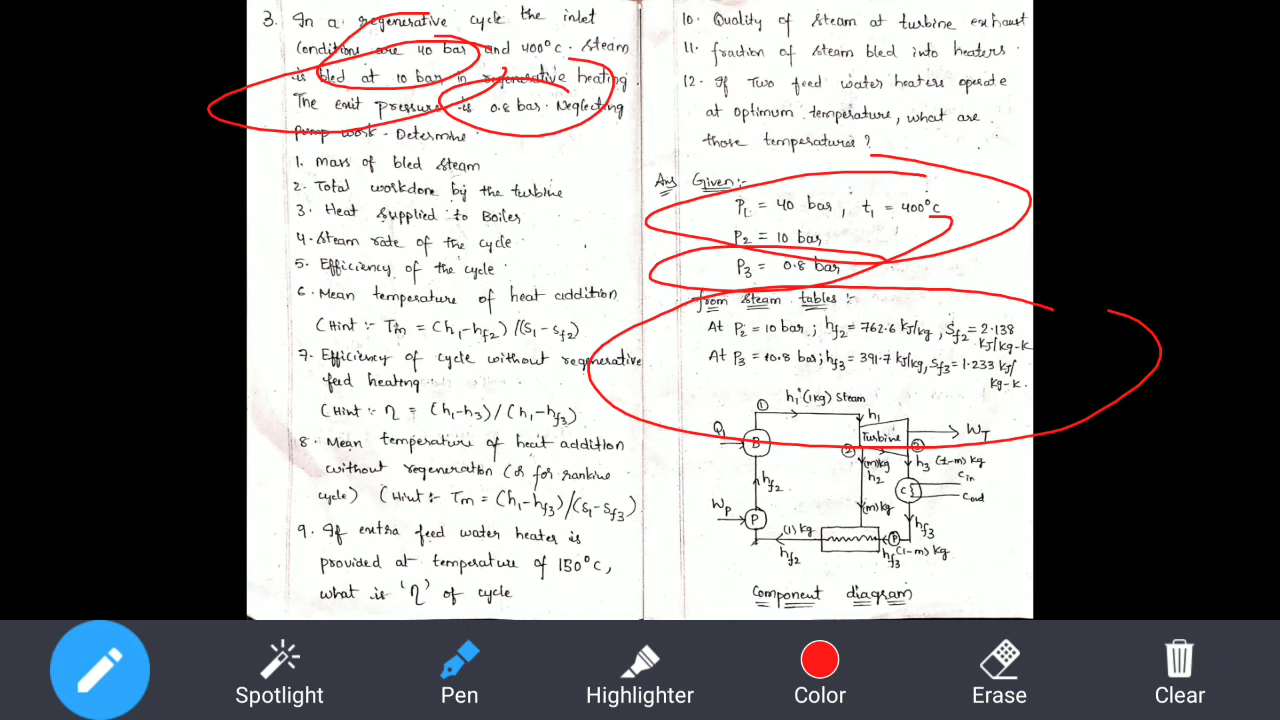 3. In a regenerative cycle the inlet
conditions are 40 bar and 400°c. Steam
is bled at 10 bar in regenerative heating.
The exit pressure is 0.8 bar. Neglecting
pump work. Determine.
1. Mass of bled steam
2. Total workdone by the turbine
3. Heat Supplied to Boiler
4. Steam rate of the cycle.
5. Efficiency of the cycle.
6. Mean temperature of heat addition
(Hint :- Tm = (h1-hf2)/(s1-sf2)
7. Efficiency of cycle without regenerative
feed heating
(Hint :- η = (h1-h3)/(h1-hf3)
8. Mean temperature of heat addition
without regeneration (or for rankine
cycle) (Hint :- Tm = (h1-hf3)/(s1-sf3)
9. If extra feed water heater is
provided at temperature of 150°c,
what is 'η' of cycle
10. Quality of steam at turbine exhaust
11. fraction of steam bled into heaters.
12. If Two feed water heaters operate
at optimum temperature, what are
those temperatures?
Ans Given:-
P1 = 40 bar, t1 = 400°c
P2 = 10 bar
P3 = 0.8 bar
from steam tables :-
At P2 = 10 bar ; hf2 = 762.6 kJ/kg, Sf2 = 2.138
kJ/kg-K
At P3 = 0.8 bar; hf3 = 391.7 kJ/kg, Sf3 = 1.233 kJ/
kg-K.
h1 (1kg) Steam
1
h1
Q1
B
Turbine
WT
2
3
(m)kg
h2
h3 (1-m) kg
hf2
C
Cin
Cout
WP
P
(m)kg
hf3
(1) kg
P
hf2
hf3 (1-m) kg
Component diagram
Spotlight
Pen
Highlighter
Color
Erase
Clear